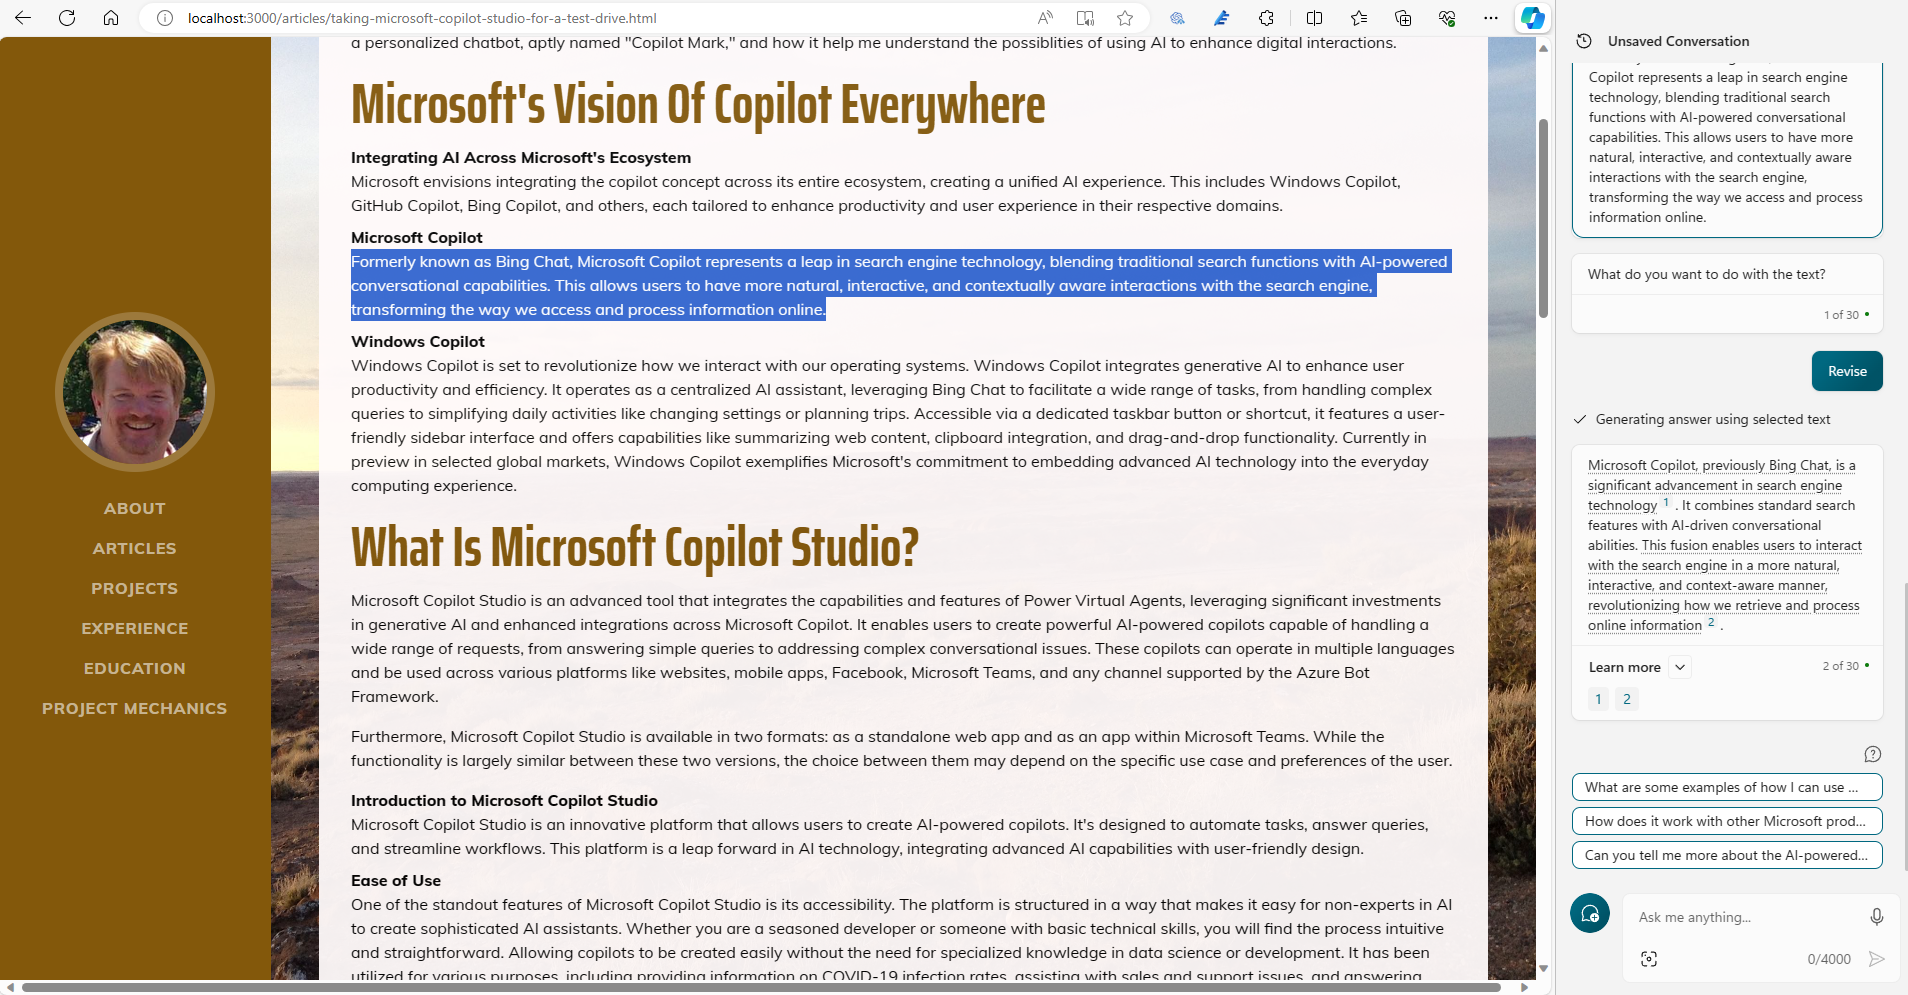 localhost:3000/articles/taking-microsoft-copilot-studio-for-a-test-drive.html
a personalized chatbot, aptly named "Copilot Mark," and how it help me understand the possiblities of using AI to enhance digital interactions.
Microsoft's Vision Of Copilot Everywhere
Integrating AI Across Microsoft's Ecosystem
Microsoft envisions integrating the copilot concept across its entire ecosystem, creating a unified AI experience. This includes Windows Copilot,
GitHub Copilot, Bing Copilot, and others, each tailored to enhance productivity and user experience in their respective domains.
Microsoft Copilot
Formerly known as Bing Chat, Microsoft Copilot represents a leap in search engine technology, blending traditional search functions with AI-powered
conversational capabilities. This allows users to have more natural, interactive, and contextually aware interactions with the search engine,
transforming the way we access and process information online.
Windows Copilot
Windows Copilot is set to revolutionize how we interact with our operating systems. Windows Copilot integrates generative AI to enhance user
productivity and efficiency. It operates as a centralized AI assistant, leveraging Bing Chat to facilitate a wide range of tasks, from handling complex
queries to simplifying daily activities like changing settings or planning trips. Accessible via a dedicated taskbar button or shortcut, it features a user-
friendly sidebar interface and offers capabilities like summarizing web content, clipboard integration, and drag-and-drop functionality. Currently in
preview in selected global markets, Windows Copilot exemplifies Microsoft's commitment to embedding advanced AI technology into the everyday
computing experience.
What Is Microsoft Copilot Studio?
Microsoft Copilot Studio is an advanced tool that integrates the capabilities and features of Power Virtual Agents, leveraging significant investments
in generative AI and enhanced integrations across Microsoft Copilot. It enables users to create powerful AI-powered copilots capable of handling a
wide range of requests, from answering simple queries to addressing complex conversational issues. These copilots can operate in multiple languages
and be used across various platforms like websites, mobile apps, Facebook, Microsoft Teams, and any channel supported by the Azure Bot
Framework.
Furthermore, Microsoft Copilot Studio is available in two formats: as a standalone web app and as an app within Microsoft Teams. While the
functionality is largely similar between these two versions, the choice between them may depend on the specific use case and preferences of the user.
Introduction to Microsoft Copilot Studio
Microsoft Copilot Studio is an innovative platform that allows users to create AI-powered copilots. It's designed to automate tasks, answer queries,
and streamline workflows. This platform is a leap forward in AI technology, integrating advanced AI capabilities with user-friendly design.
Ease of Use
One of the standout features of Microsoft Copilot Studio is its accessibility. The platform is structured in a way that makes it easy for non-experts in AI
to create sophisticated AI assistants. Whether you are a seasoned developer or someone with basic technical skills, you will find the process intuitive
and straightforward. Allowing copilots to be created easily without the need for specialized knowledge in data science or development. It has been
utilized for various purposes, including providing information on COVID-19 infection rates, assisting with sales and support issues, and answering
ABOUT
ARTICLES
PROJECTS
EXPERIENCE
EDUCATION
PROJECT MECHANICS
Unsaved Conversation
Copilot represents a leap in search engine
technology, blending traditional search
functions with AI-powered conversational
capabilities. This allows users to have more
natural, interactive, and contextually aware
interactions with the search engine,
transforming the way we access and process
information online.
What do you want to do with the text?
1 of 30
Revise
Generating answer using selected text
Microsoft Copilot, previously Bing Chat, is a
significant advancement in search engine
technology 1 . It combines standard search
features with AI-driven conversational
abilities. This fusion enables users to interact
with the search engine in a more natural,
interactive, and context-aware manner,
revolutionizing how we retrieve and process
online information 2 .
Learn more
2 of 30
1 2
What are some examples of how I can use ...
How does it work with other Microsoft prod...
Can you tell me more about the AI-powered...
Ask me anything...
0/4000